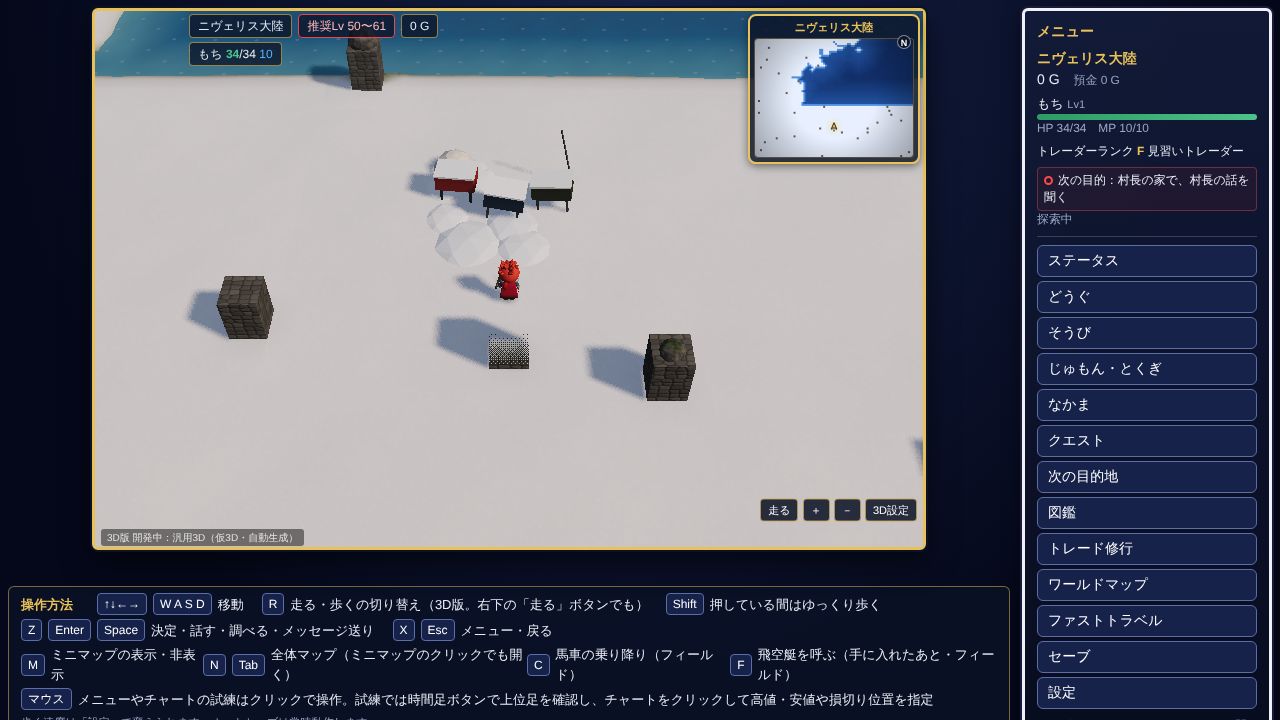 ニヴェリス大陸
推奨Lv 50〜61
0 G
もち 34/34 10
ニヴェリス大陸
N
走る
+
−
3D設定
3D版 開発中：汎用3D（仮3D・自動生成）
メニュー
ニヴェリス大陸
0 G 預金 0 G
もち Lv1
HP 34/34 MP 10/10
トレーダーランク F 見習いトレーダー
次の目的：村長の家で、村長の話を
聞く
探索中
ステータス
どうぐ
そうび
じゅもん・とくぎ
なかま
クエスト
次の目的地
図鑑
トレード修行
ワールドマップ
ファストトラベル
セーブ
設定
操作方法 ↑↓←→ W A S D 移動 R 走る・歩くの切り替え（3D版。右下の「走る」ボタンでも） Shift 押している間はゆっくり歩く
Z Enter Space 決定・話す・調べる・メッセージ送り X Esc メニュー・戻る
M ミニマップの表示・非表示 N Tab 全体マップ（ミニマップのクリックでも開く） C 馬車の乗り降り（フィールド） F 飛空艇を呼ぶ（手に入れたあと・フィールド）
マウス メニューやチャートの試練はクリックで操作。試練では時間足ボタンで上位足を確認し、チャートをクリックして高値・安値や損切り位置を指定